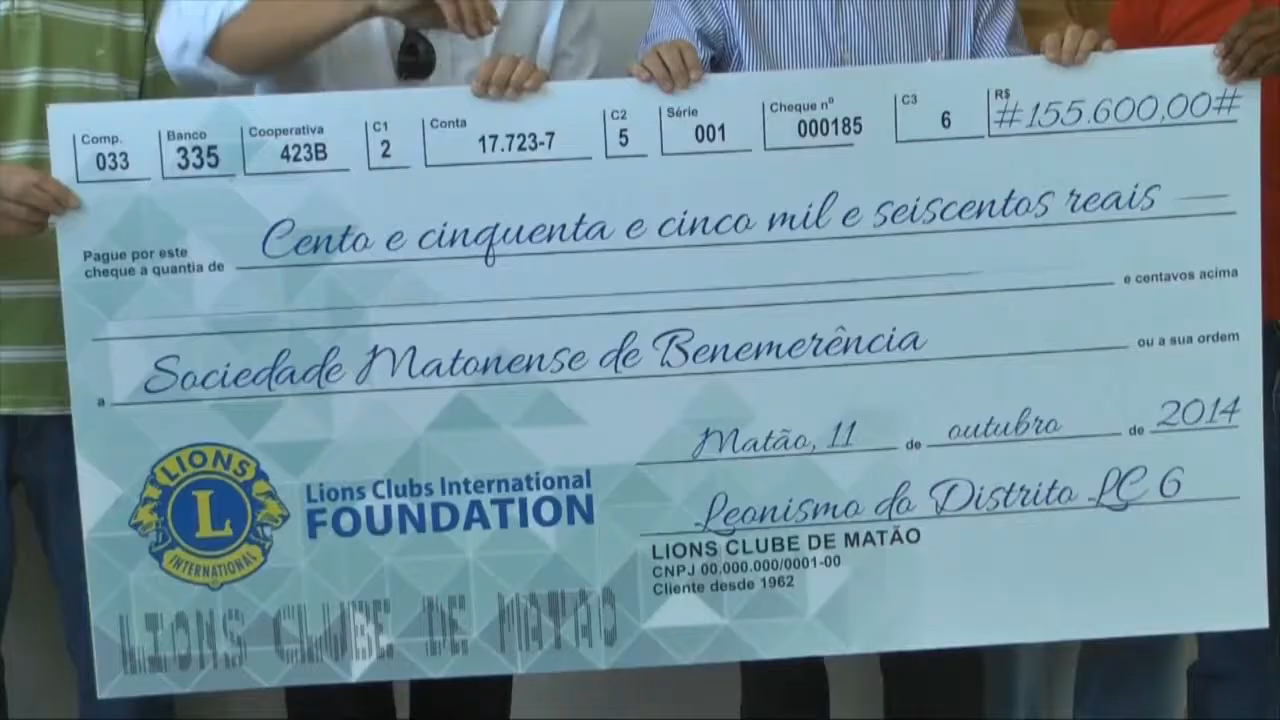 Comp. Banco Cooperativa C1 Conta C2 Série Cheque nº C3 R$
033 335 423B 2 17.723-7 5 001 000185 6 #155.600,00#
Pague por este
cheque a quantia de Cento e cinquenta e cinco mil e seiscentos reais
e centavos acima
a Sociedade Matonense de Benemerência ou a sua ordem
Matão, 11 de outubro de 2014
Leonismo do Distrito LC 6
LIONS CLUBE DE MATÃO
CNPJ 00.000.000/0001-00
Cliente desde 1962
LIONS
L
INTERNATIONAL
Lions Clubs International
FOUNDATION
LIONS CLUBE DE MATAO